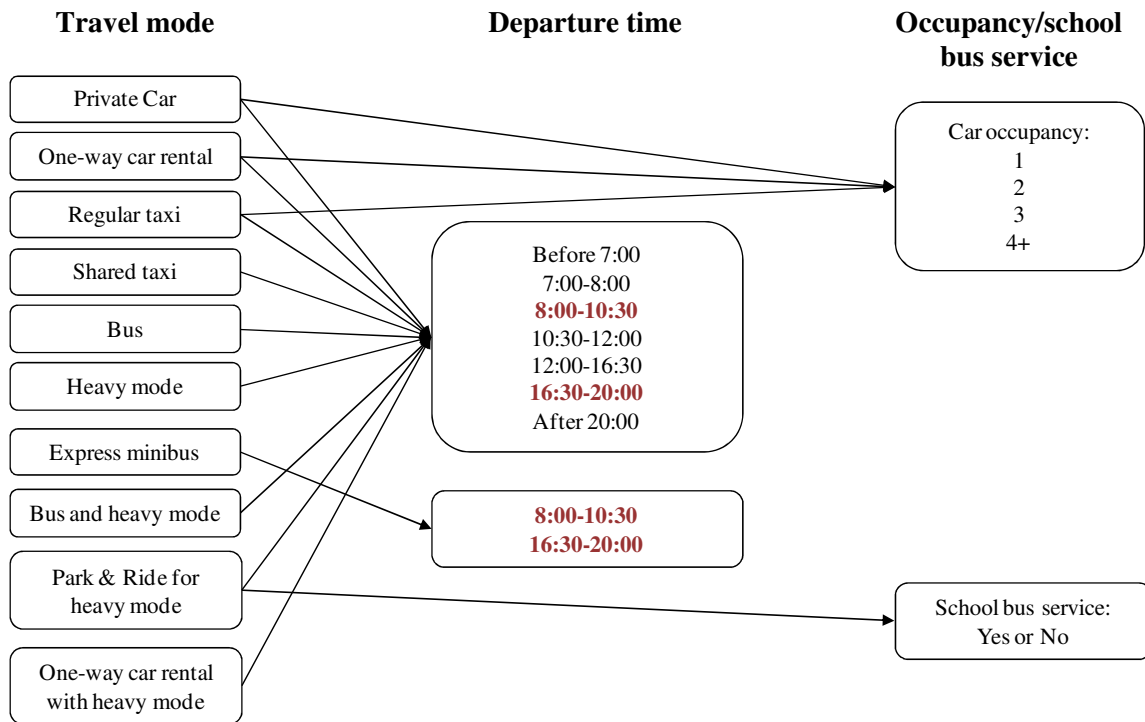 Travel mode
Departure time
Occupancy/school
bus service
Private Car
One-way car rental
Regular taxi
Shared taxi
Bus
Heavy mode
Express minibus
Bus and heavy mode
Park & Ride for
heavy mode
One-way car rental
with heavy mode
Before 7:00
7:00-8:00
8:00-10:30
10:30-12:00
12:00-16:30
16:30-20:00
After 20:00
8:00-10:30
16:30-20:00
Car occupancy:
1
2
3
4+
School bus service:
Yes or No